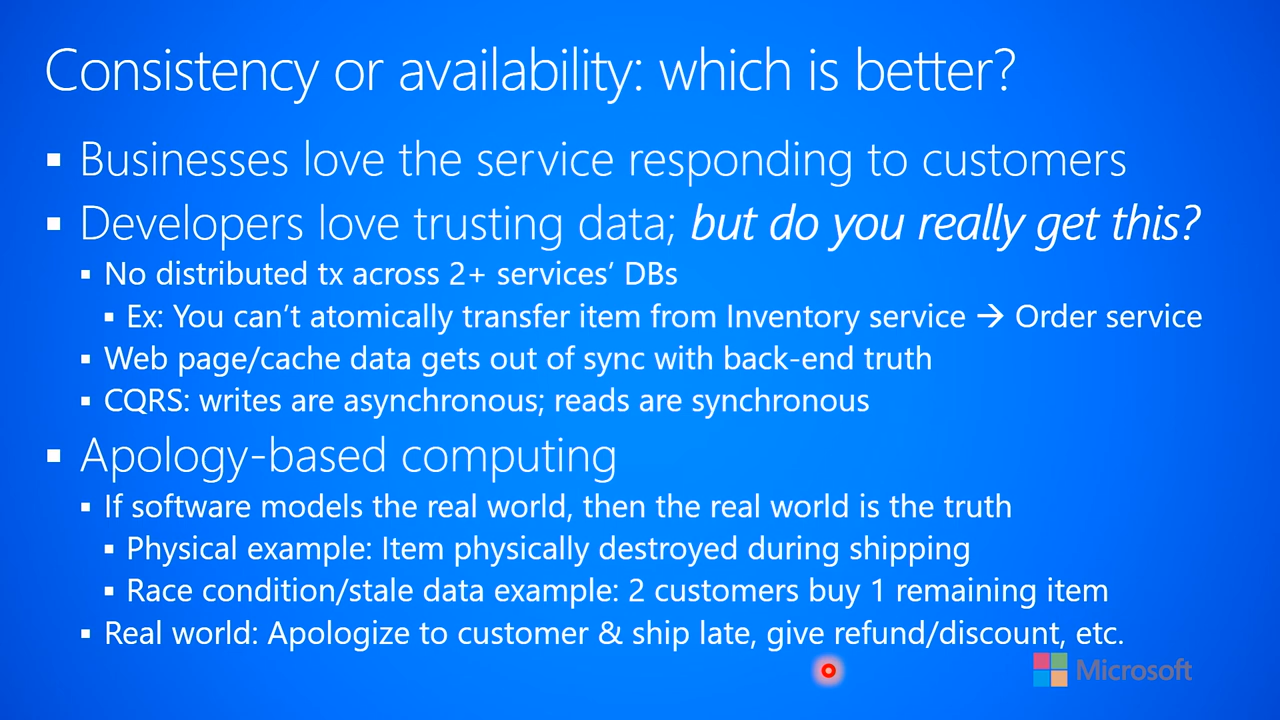 Consistency or availability: which is better?
▪ Businesses love the service responding to customers
▪ Developers love trusting data; but do you really get this?
▪ No distributed tx across 2+ services’ DBs
▪ Ex: You can’t atomically transfer item from Inventory service → Order service
▪ Web page/cache data gets out of sync with back-end truth
▪ CQRS: writes are asynchronous; reads are synchronous
▪ Apology-based computing
▪ If software models the real world, then the real world is the truth
▪ Physical example: Item physically destroyed during shipping
▪ Race condition/stale data example: 2 customers buy 1 remaining item
▪ Real world: Apologize to customer & ship late, give refund/discount, etc.
Microsoft